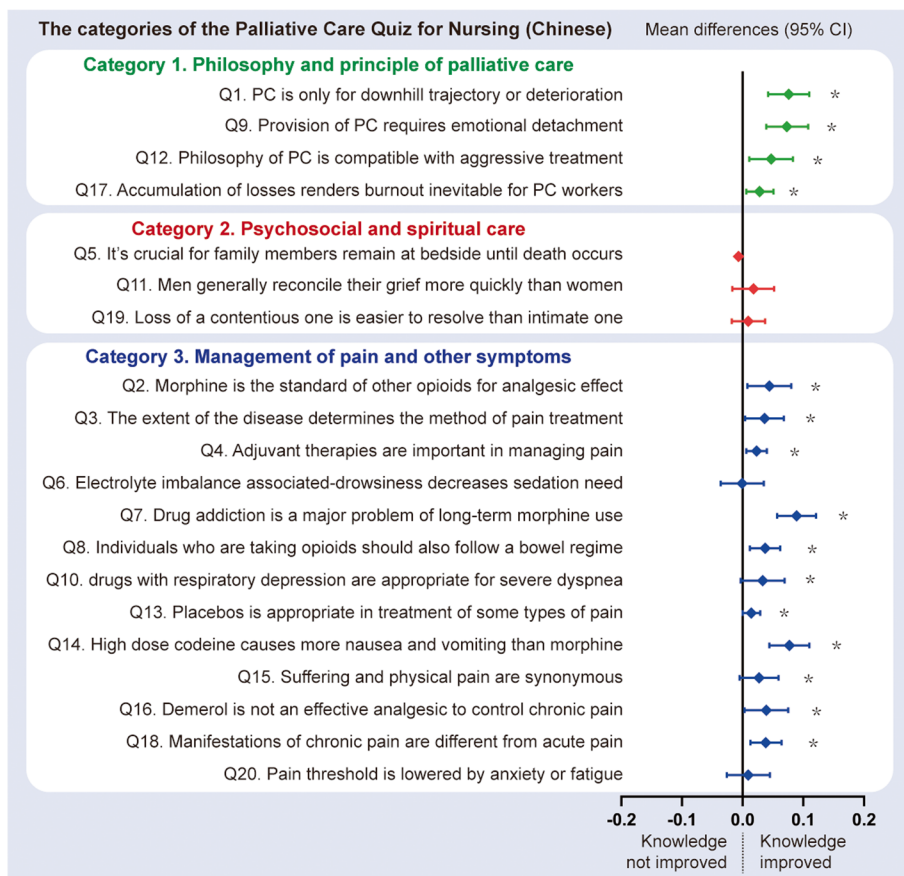 The categories of the Palliative Care Quiz for Nursing (Chinese) Mean differences (95% CI)
Category 1. Philosophy and principle of palliative care
Q1. PC is only for downhill trajectory or deterioration *
Q9. Provision of PC requires emotional detachment *
Q12. Philosophy of PC is compatible with aggressive treatment *
Q17. Accumulation of losses renders burnout inevitable for PC workers *
Category 2. Psychosocial and spiritual care
Q5. It's crucial for family members remain at bedside until death occurs
Q11. Men generally reconcile their grief more quickly than women
Q19. Loss of a contentious one is easier to resolve than intimate one
Category 3. Management of pain and other symptoms
Q2. Morphine is the standard of other opioids for analgesic effect *
Q3. The extent of the disease determines the method of pain treatment *
Q4. Adjuvant therapies are important in managing pain *
Q6. Electrolyte imbalance associated-drowsiness decreases sedation need
Q7. Drug addiction is a major problem of long-term morphine use *
Q8. Individuals who are taking opioids should also follow a bowel regime *
Q10. drugs with respiratory depression are appropriate for severe dyspnea *
Q13. Placebos is appropriate in treatment of some types of pain *
Q14. High dose codeine causes more nausea and vomiting than morphine *
Q15. Suffering and physical pain are synonymous *
Q16. Demerol is not an effective analgesic to control chronic pain *
Q18. Manifestations of chronic pain are different from acute pain *
Q20. Pain threshold is lowered by anxiety or fatigue
-0.2 -0.1 0.0 0.1 0.2
Knowledge Knowledge
not improved improved